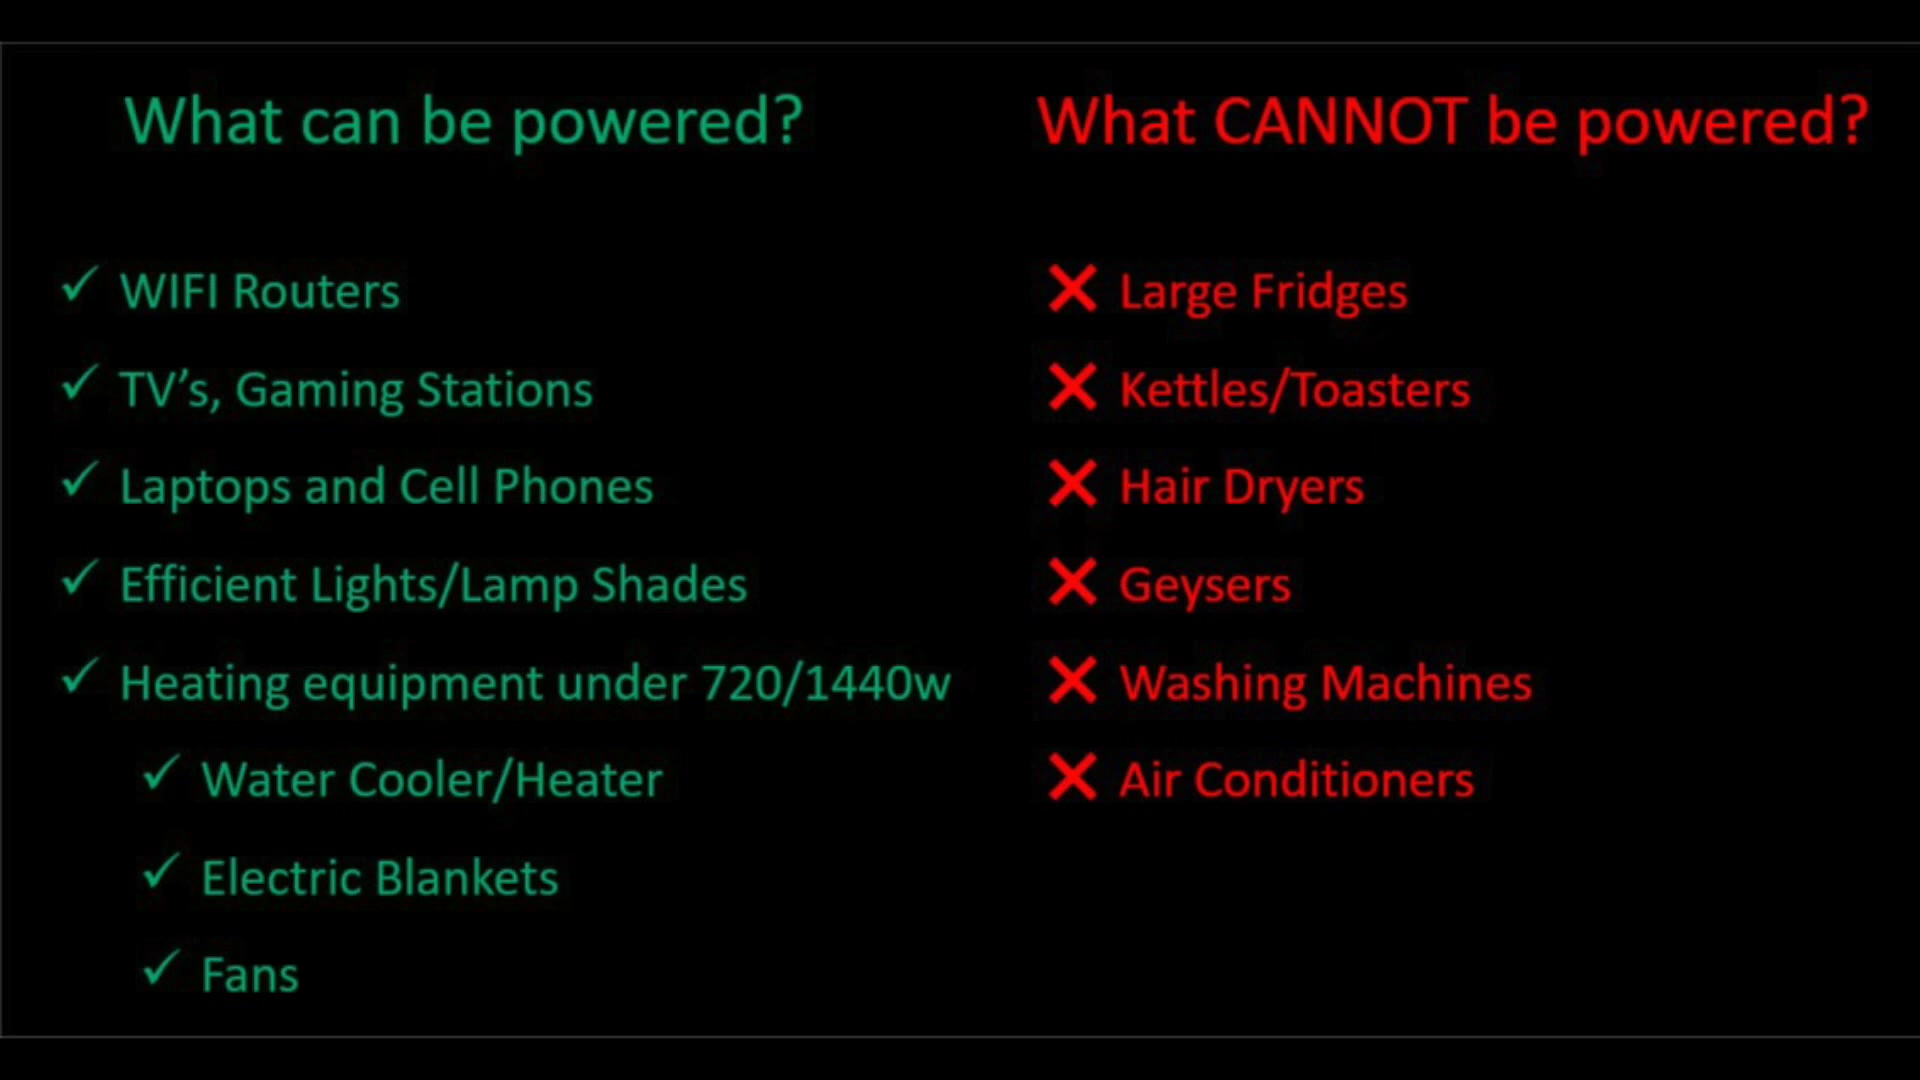 What can be powered?
WIFI Routers
TV’s, Gaming Stations
Laptops and Cell Phones
Efficient Lights/Lamp Shades
Heating equipment under 720/1440w
Water Cooler/Heater
Electric Blankets
Fans
What CANNOT be powered?
Large Fridges
Kettles/Toasters
Hair Dryers
Geysers
Washing Machines
Air Conditioners